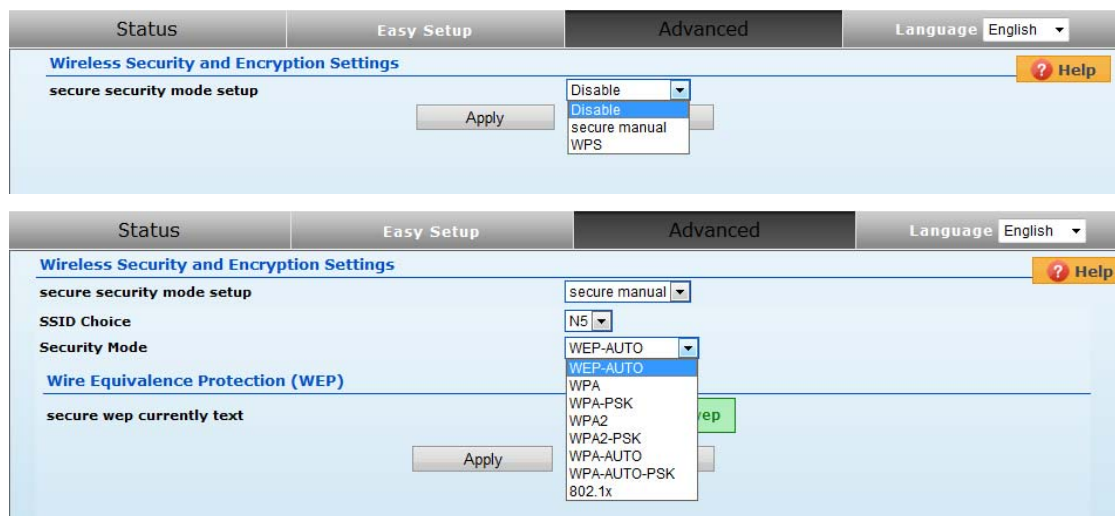 Status Easy Setup Advanced Language English
Wireless Security and Encryption Settings
Help
secure security mode setup Disable
Disable
Apply
secure manual
WPS
Status Easy Setup Advanced Language English
Wireless Security and Encryption Settings
Help
secure security mode setup secure manual
SSID Choice N5
Security Mode WEP-AUTO
WEP-AUTO
Wire Equivalence Protection (WEP)
WPA
WPA-PSK
secure wep currently text
WPA2
WPA2-PSK
Apply
WPA-AUTO
WPA-AUTO-PSK
802.1x